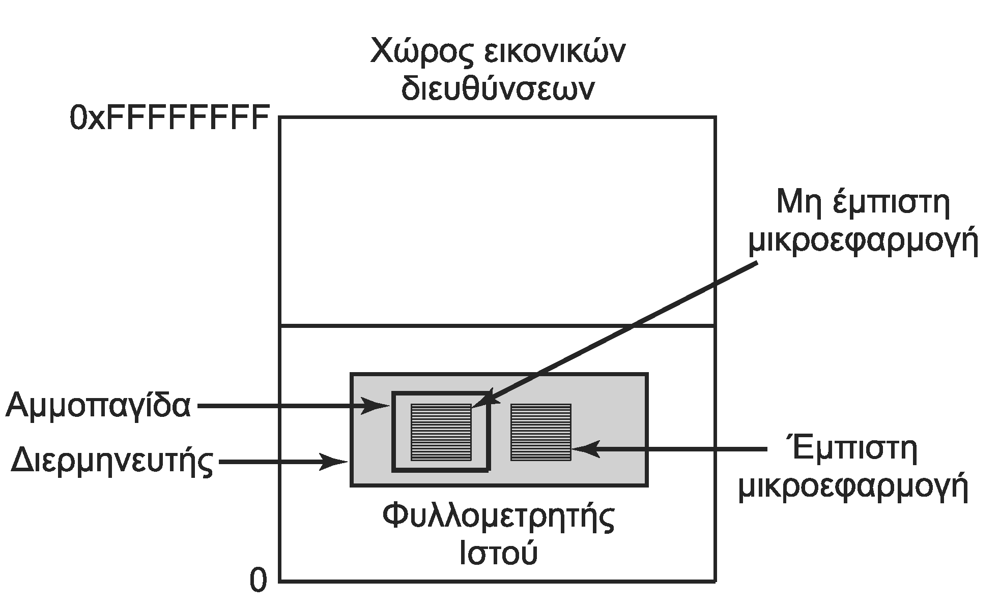 Χώρος εικονικών
διευθύνσεων
0xFFFFFFFF
Μη έμπιστη
μικροεφαρμογή
Αμμοπαγίδα
Διερμηνευτής
Έμπιστη
μικροεφαρμογή
Φυλλομετρητής
Ιστού
0